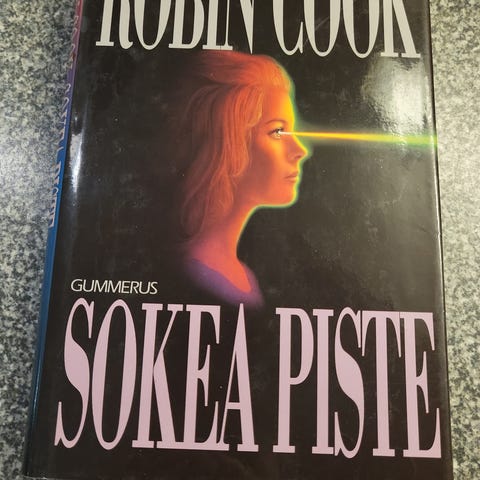 ROBIN COOK
GUMMERUS
SOKEA PISTE